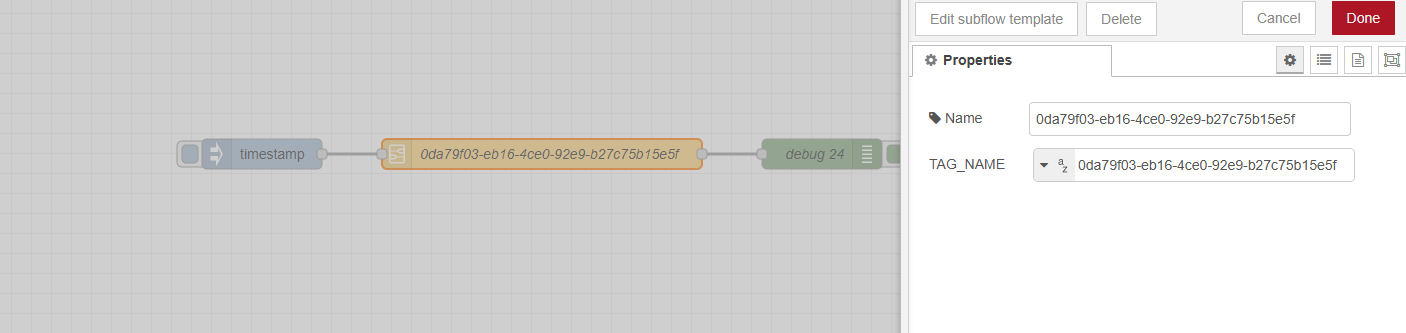 Edit subflow template Delete Cancel Done
Properties
Name 0da79f03-eb16-4ce0-92e9-b27c75b15e5f
timestamp 0da79f03-eb16-4ce0-92e9-b27c75b15e5f debug 24
TAG_NAME az 0da79f03-eb16-4ce0-92e9-b27c75b15e5f